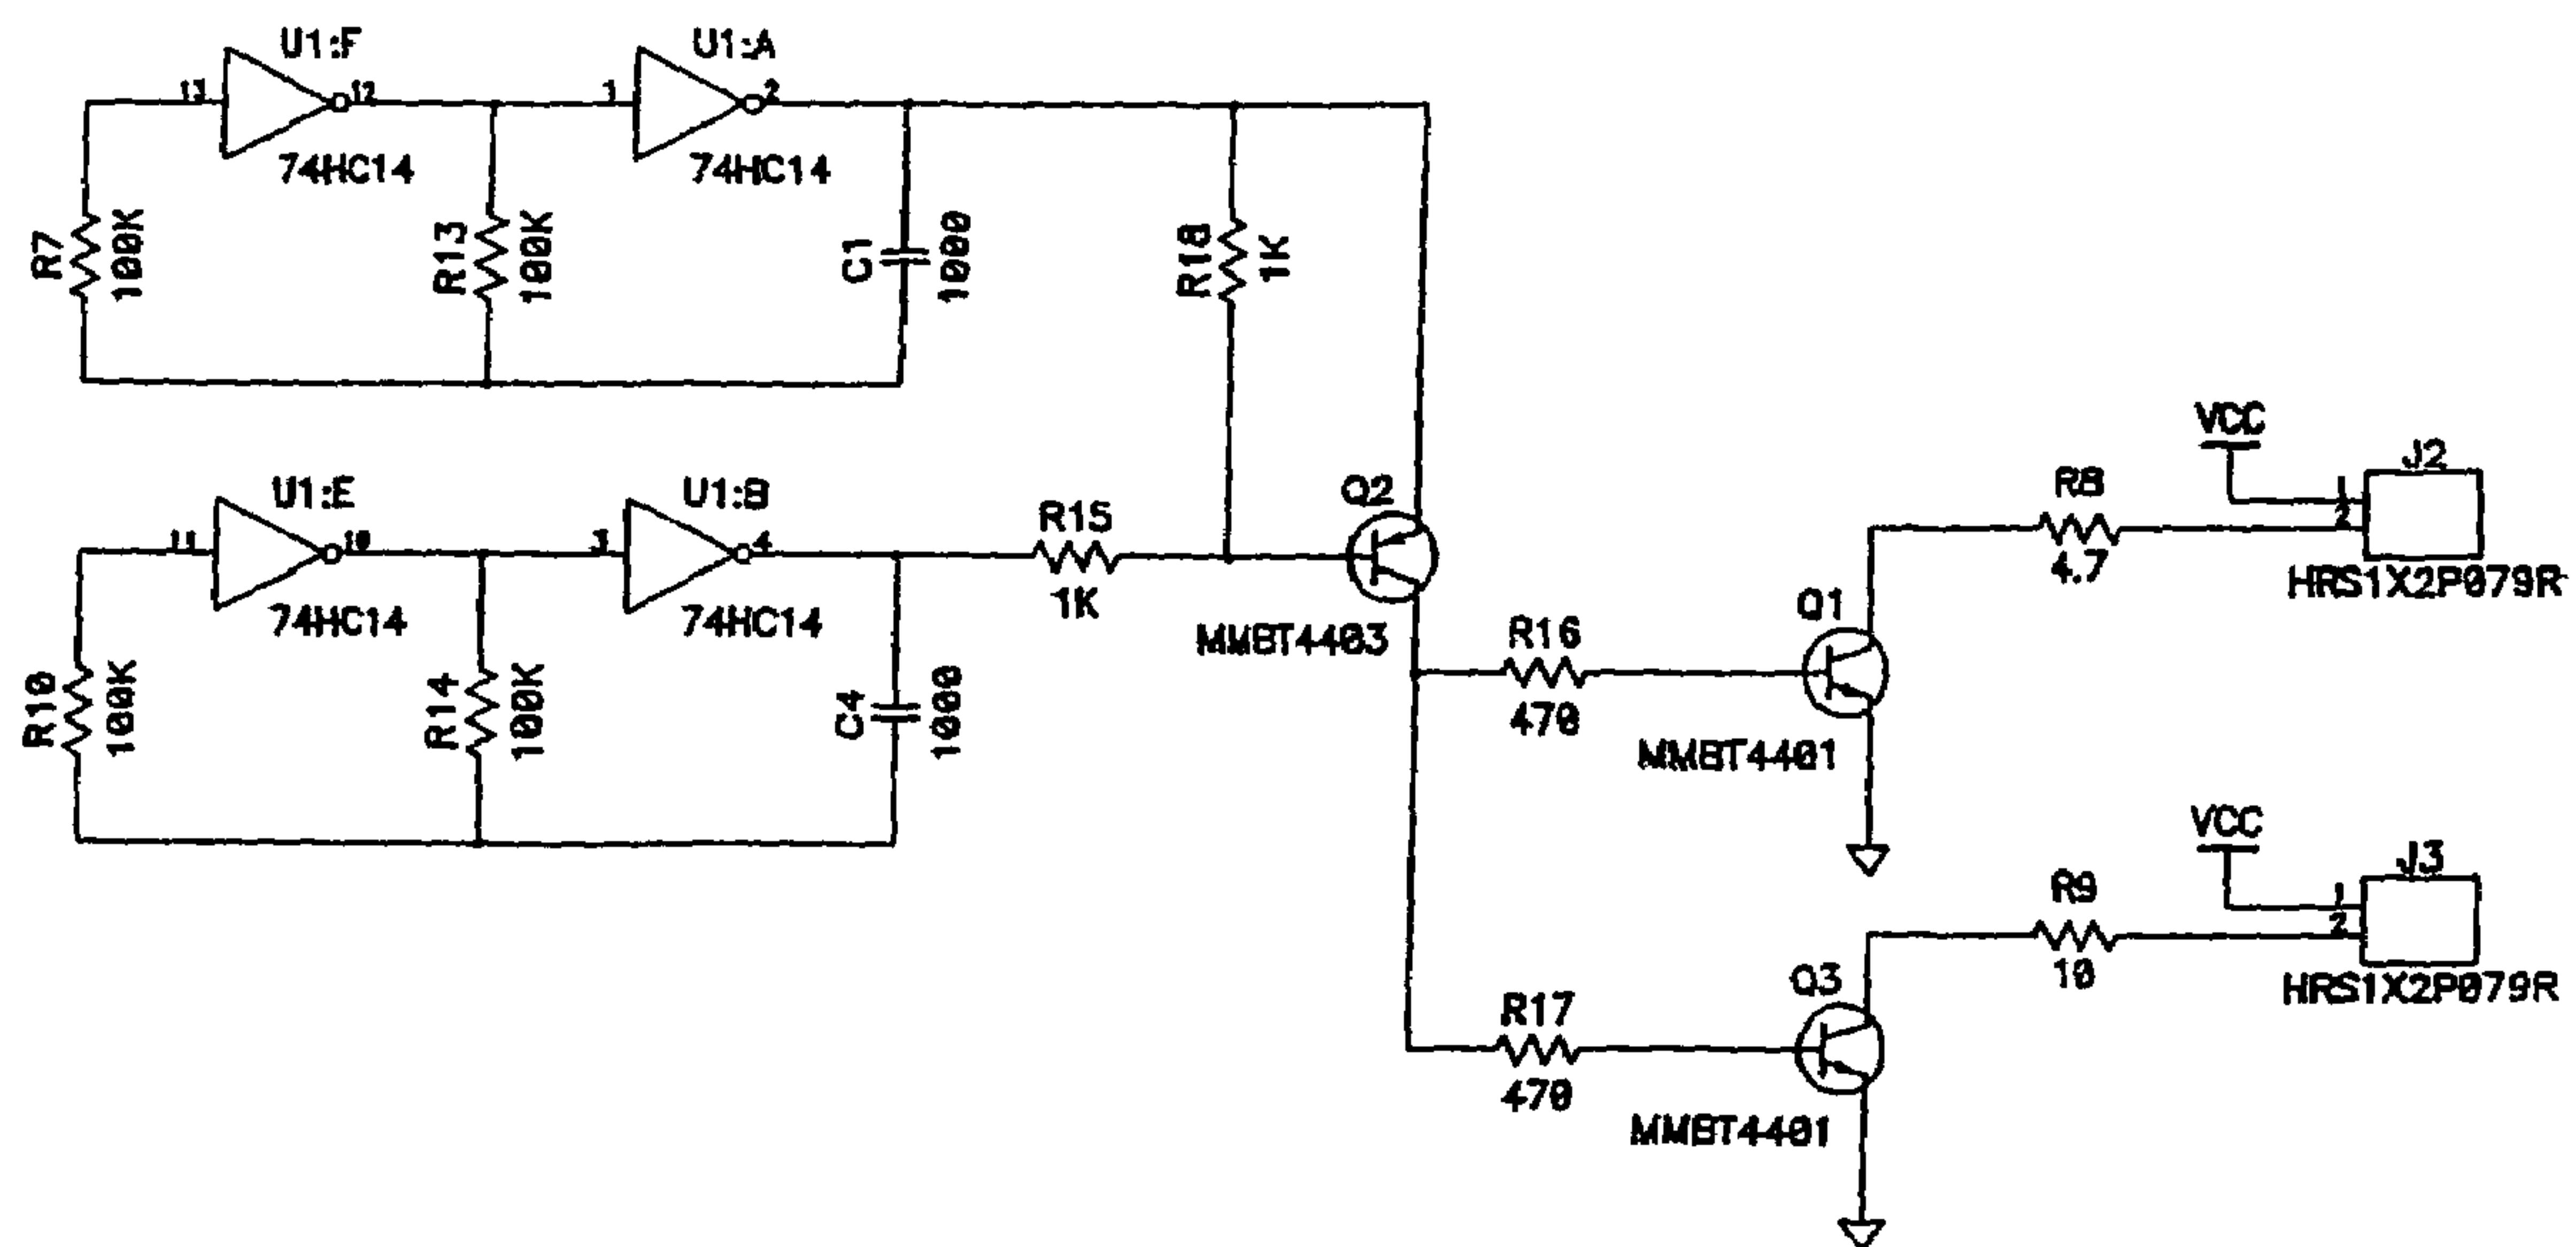 U1:F
13
12
74HC14
U1:A
1
2
74HC14
R7
100K
R13
100K
C1
1000
R18
1K
U1:E
11
10
74HC14
U1:B
3
4
74HC14
R10
100K
R14
100K
C4
1000
R15
1K
Q2
MMBT4403
R16
470
Q1
MMBT4401
R8
4.7
VCC
J2
1
2
HRS1X2P079R
R17
470
Q3
MMBT4401
R9
10
VCC
J3
1
2
HRS1X2P079R